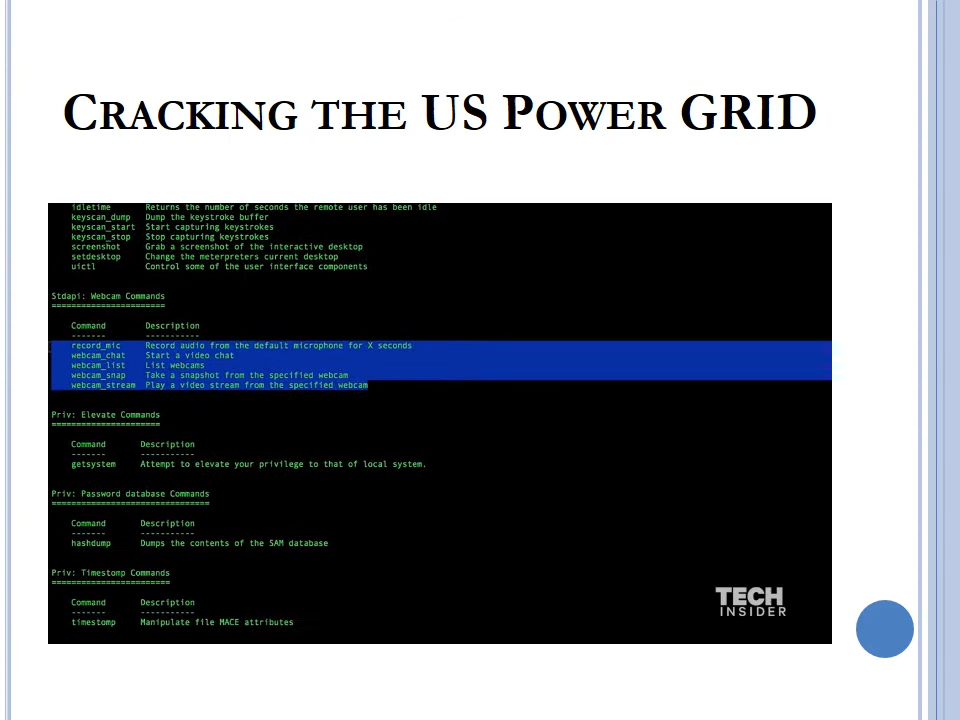 Cracking the US Power GRID
idletime Returns the number of seconds the remote user has been idle
keyscan_dump Dump the keystroke buffer
keyscan_start Start capturing keystrokes
keyscan_stop Stop capturing keystrokes
screenshot Grab a screenshot of the interactive desktop
setdesktop Change the meterpreters current desktop
uictl Control some of the user interface components
Stdapi: Webcam Commands
=======================
Command Description
------- -----------
record_mic Record audio from the default microphone for X seconds
webcam_chat Start a video chat
webcam_list List webcams
webcam_snap Take a snapshot from the specified webcam
webcam_stream Play a video stream from the specified webcam
Priv: Elevate Commands
======================
Command Description
------- -----------
getsystem Attempt to elevate your privilege to that of local system.
Priv: Password database Commands
================================
Command Description
------- -----------
hashdump Dumps the contents of the SAM database
Priv: Timestomp Commands
========================
Command Description
------- -----------
timestomp Manipulate file MACE attributes
TECH
INSIDER